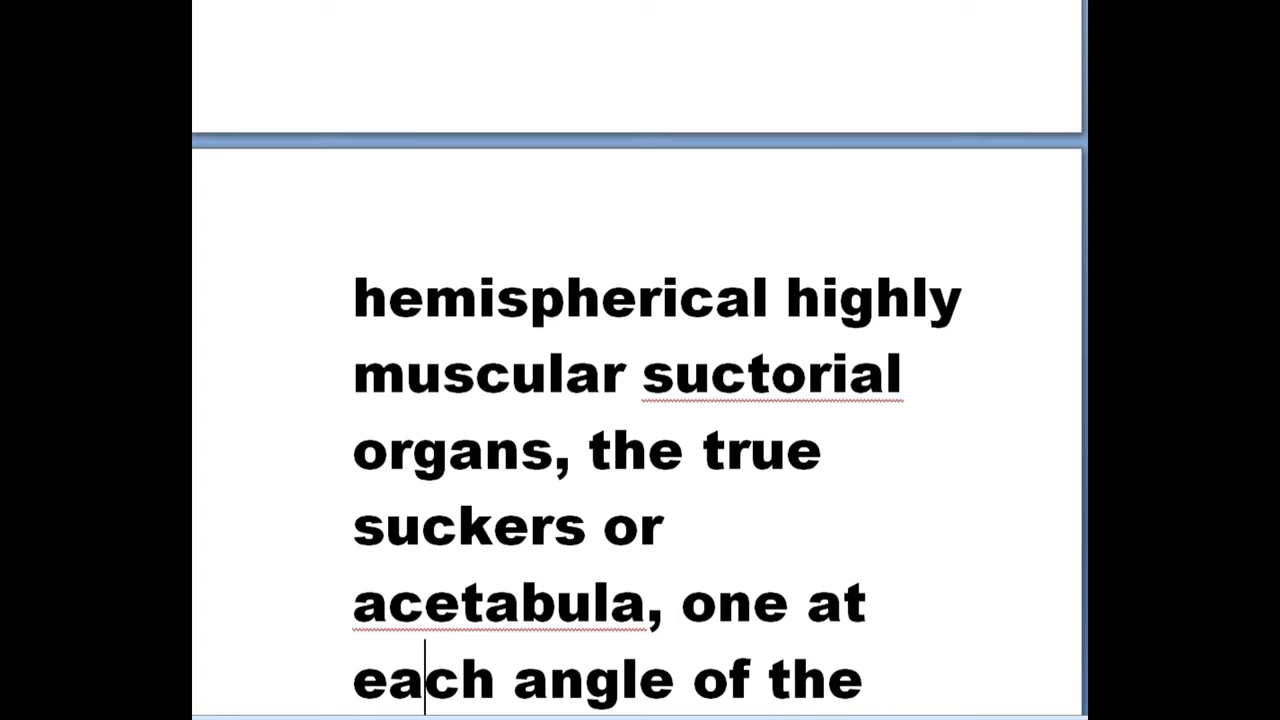 hemispherical highly
muscular suctorial
organs, the true
suckers or
acetabula, one at
each angle of the